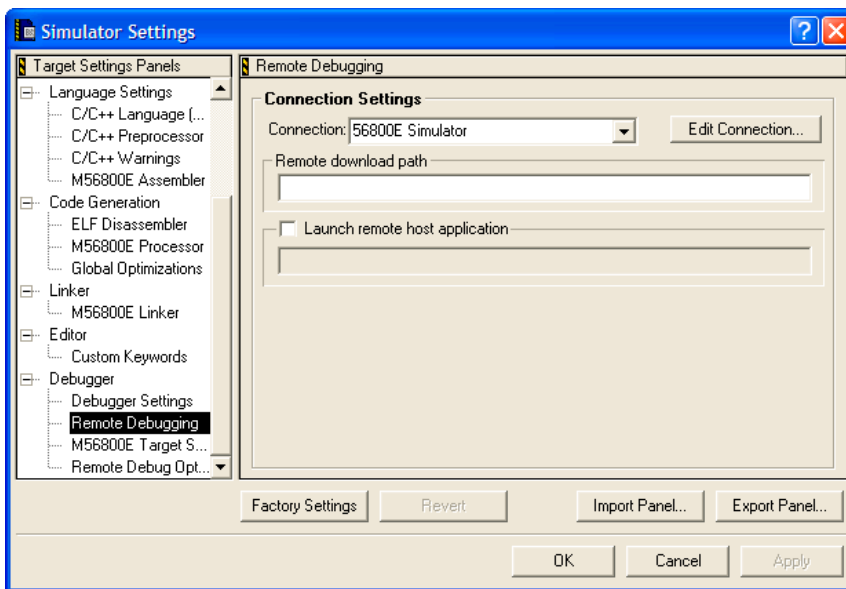 Simulator Settings
Target Settings Panels
Language Settings
C/C++ Language (...
C/C++ Preprocessor
C/C++ Warnings
M56800E Assembler
Code Generation
ELF Disassembler
M56800E Processor
Global Optimizations
Linker
M56800E Linker
Editor
Custom Keywords
Debugger
Debugger Settings
Remote Debugging
M56800E Target S...
Remote Debug Opt...
Remote Debugging
Connection Settings
Connection: 56800E Simulator Edit Connection...
Remote download path
Launch remote host application
Factory Settings Revert Import Panel... Export Panel...
OK Cancel Apply